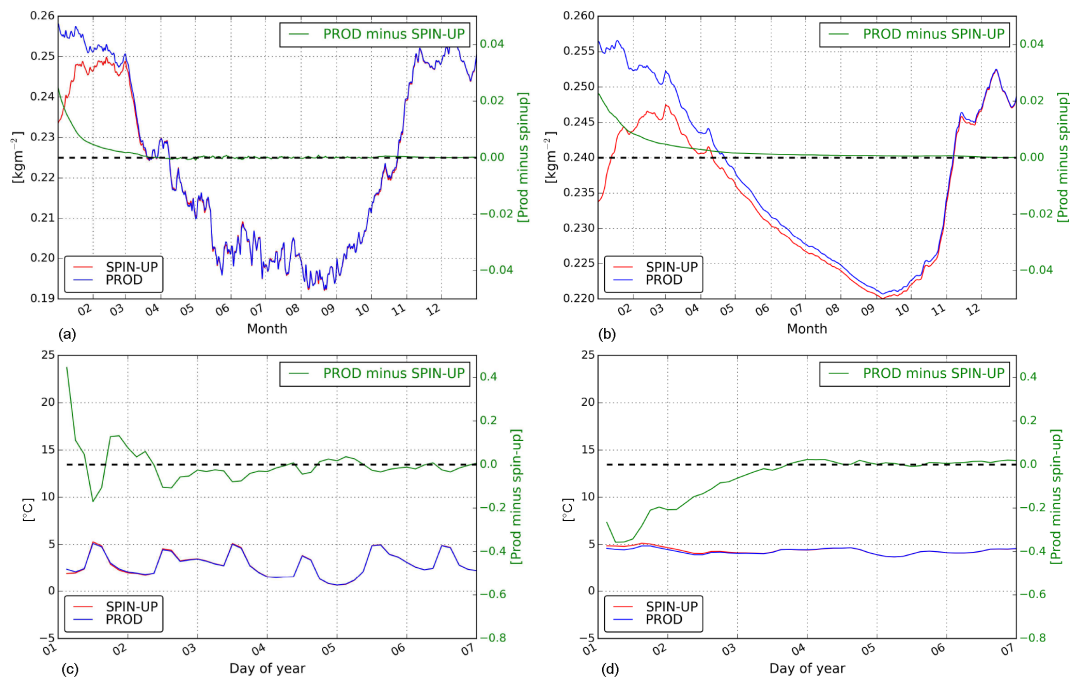 0.26
0.25
0.24
0.23
0.22
0.21
0.20
0.19
[kgm−2]
PROD minus SPIN-UP
0.04
0.02
0.00
−0.02
−0.04
[Prod minus spinup]
SPIN-UP
PROD
02 03 04 05 06 07 08 09 10 11 12
Month
(a)
0.260
0.255
0.250
0.245
0.240
0.235
0.230
0.225
0.220
[kgm−2]
PROD minus SPIN-UP
0.04
0.02
0.00
−0.02
−0.04
[Prod minus spinup]
SPIN-UP
PROD
02 03 04 05 06 07 08 09 10 11 12
Month
(b)
25
20
15
10
5
0
−5
[°C]
PROD minus SPIN-UP
0.4
0.2
0.0
−0.2
−0.4
−0.6
−0.8
[Prod minus spin-up]
SPIN-UP
PROD
01 02 03 04 05 06 07
Day of year
(c)
25
20
15
10
5
0
−5
[°C]
PROD minus SPIN-UP
0.4
0.2
0.0
−0.2
−0.4
−0.6
−0.8
[Prod minus spin-up]
SPIN-UP
PROD
01 02 03 04 05 06 07
Day of year
(d)